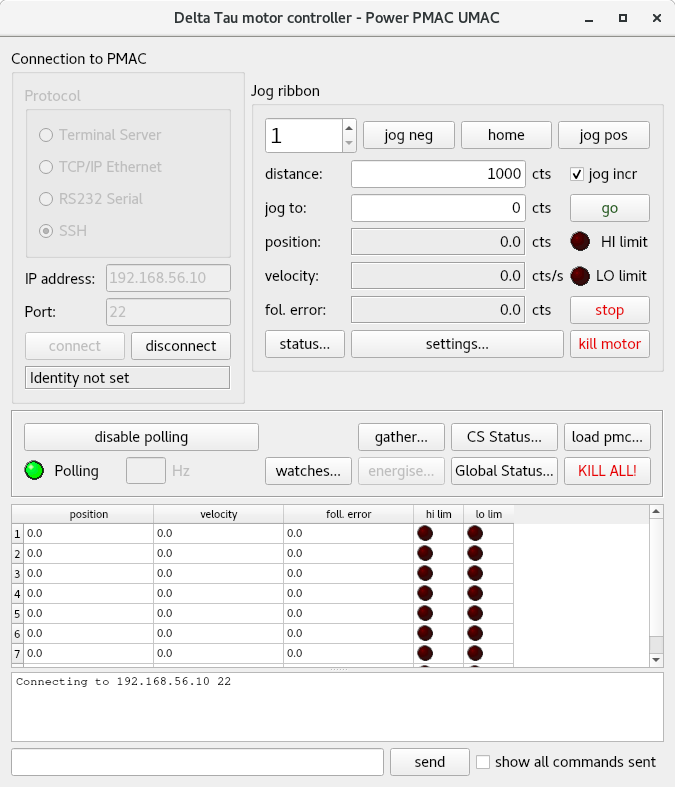 Delta Tau motor controller - Power PMAC UMAC
Connection to PMAC
Protocol
Terminal Server
TCP/IP Ethernet
RS232 Serial
SSH
IP address: 192.168.56.10
Port: 22
connect disconnect
Identity not set
Jog ribbon
1 jog neg home jog pos
distance: 1000 cts jog incr
jog to: 0 cts go
position: 0.0 cts HI limit
velocity: 0.0 cts/s LO limit
fol. error: 0.0 cts stop
status... settings... kill motor
disable polling gather... CS Status... load pmc...
Polling Hz watches... energise... Global Status... KILL ALL!
position velocity foll. error hi lim lo lim
1 0.0 0.0 0.0
2 0.0 0.0 0.0
3 0.0 0.0 0.0
4 0.0 0.0 0.0
5 0.0 0.0 0.0
6 0.0 0.0 0.0
7 0.0 0.0 0.0
Connecting to 192.168.56.10 22
send show all commands sent